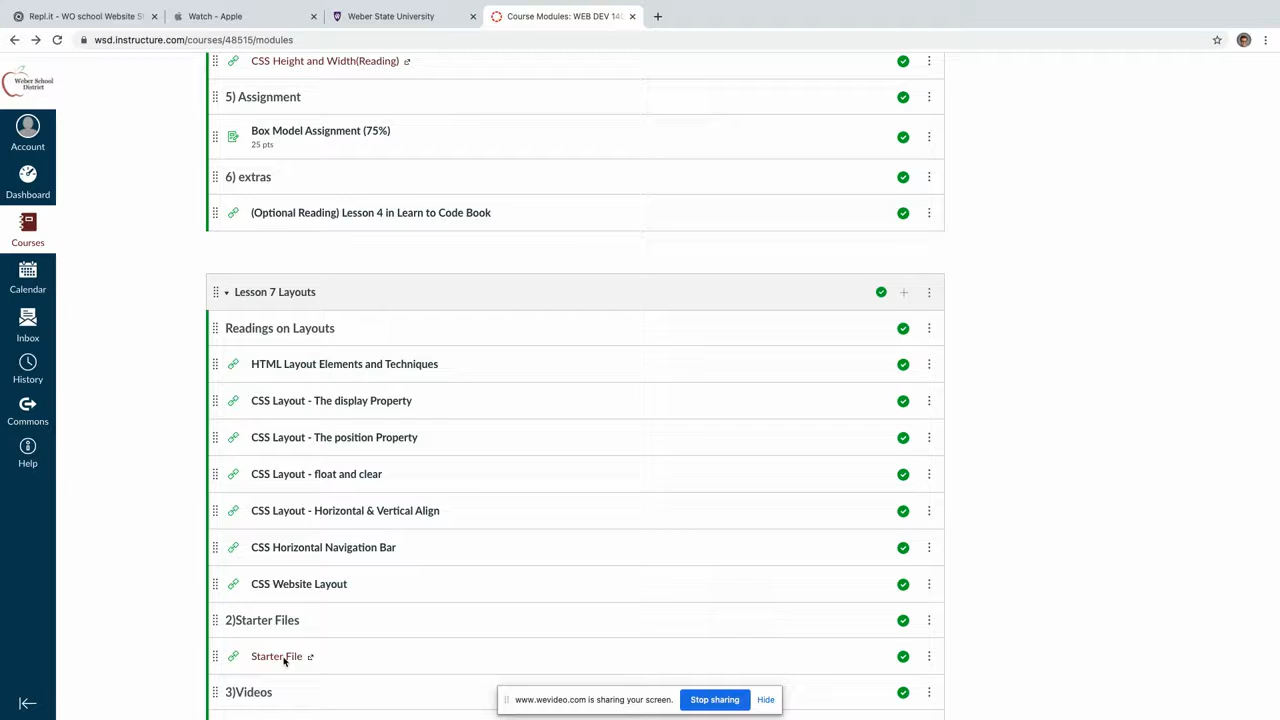 Repl.it - WO school Website S
Watch - Apple
Weber State University
Course Modules: WEB DEV 140
wsd.instructure.com/courses/48515/modules
Weber School District
Account
Dashboard
Courses
Calendar
Inbox
History
Commons
Help
CSS Height and Width(Reading)
5) Assignment
Box Model Assignment (75%)
25 pts
6) extras
(Optional Reading) Lesson 4 in Learn to Code Book
Lesson 7 Layouts
Readings on Layouts
HTML Layout Elements and Techniques
CSS Layout - The display Property
CSS Layout - The position Property
CSS Layout - float and clear
CSS Layout - Horizontal & Vertical Align
CSS Horizontal Navigation Bar
CSS Website Layout
2)Starter Files
Starter File
3)Videos
www.wevideo.com is sharing your screen.
Stop sharing
Hide